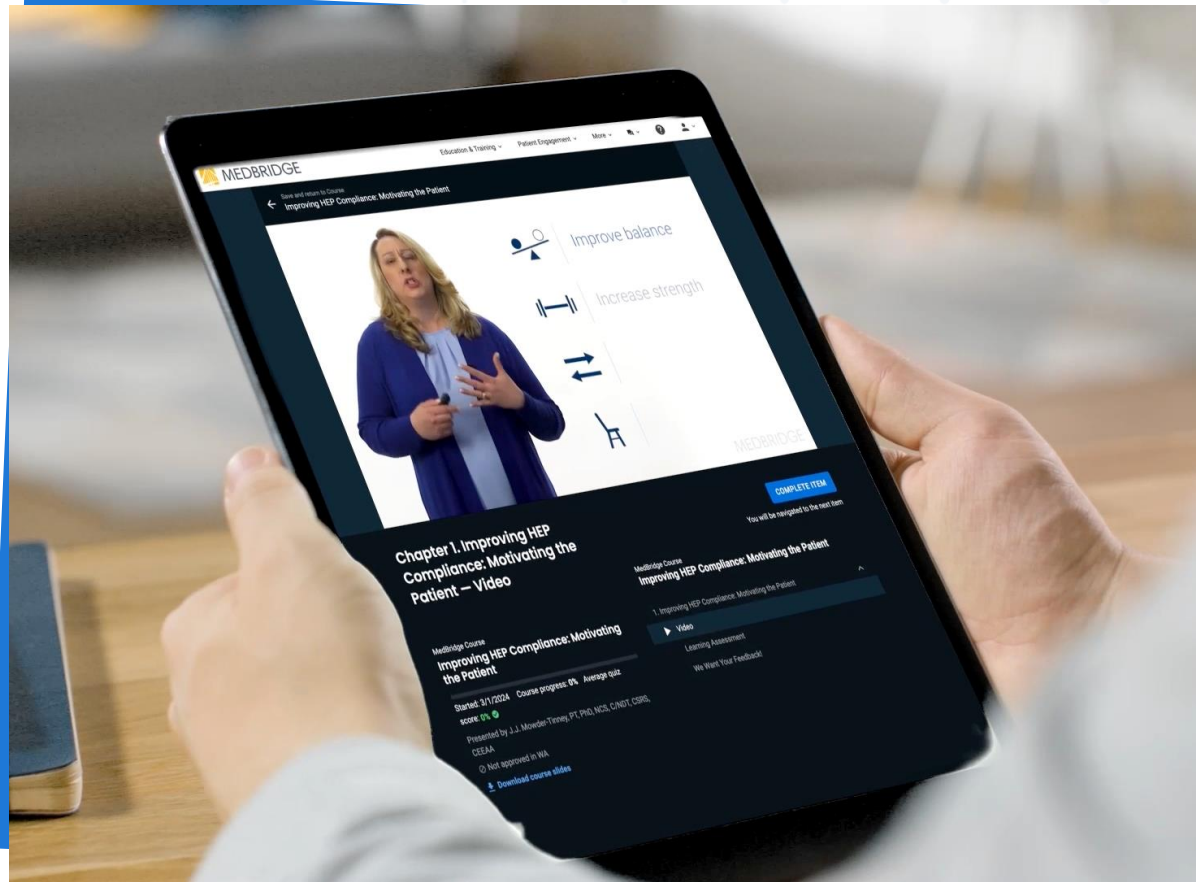 MEDBRIDGE
Education & Training
Patient Engagement
More
Save and return to Course
Improving HEP Compliance: Motivating the Patient
Improve balance
Increase strength
MEDBRIDGE
COMPLETE ITEM
You will be navigated to the next item
Chapter 1. Improving HEP
Compliance: Motivating the
Patient — Video
MedBridge Course
Improving HEP Compliance: Motivating
the Patient
Started: 3/1/2024 Course progress: 0% Average quiz
score: 0%
Presented by J.J. Mowder-Tinney, PT, PhD, NCS, C/NDT, CSRS,
CEEAA
Not approved in WA
Download course slides
MedBridge Course
Improving HEP Compliance: Motivating the Patient
1. Improving HEP Compliance: Motivating the Patient
Video
Learning Assessment
We Want Your Feedback!